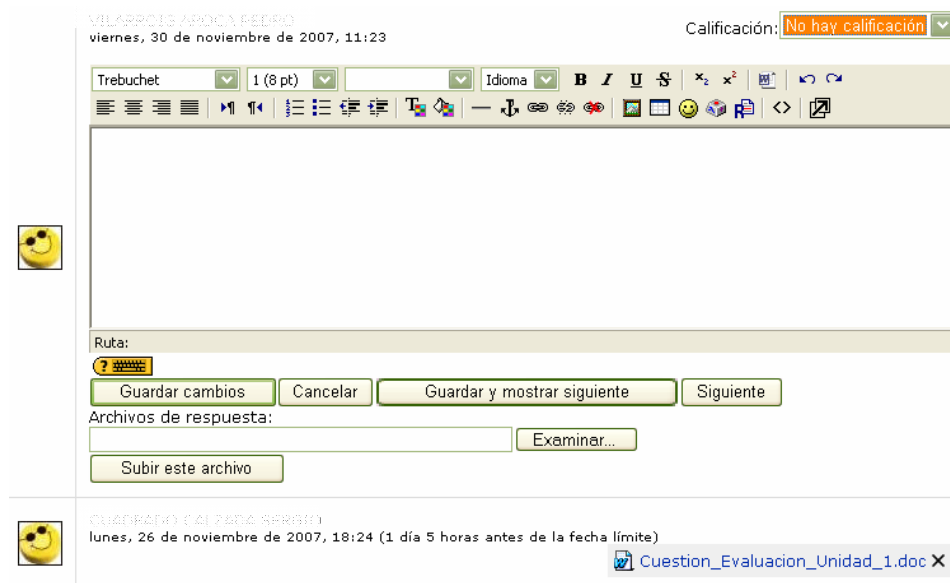 viernes, 30 de noviembre de 2007, 11:23
Calificación: No hay calificación
Trebuchet 1 (8 pt) Idioma B I U S x₂ x²
Ruta:
?
Guardar cambios Cancelar Guardar y mostrar siguiente Siguiente
Archivos de respuesta:
Examinar...
Subir este archivo
lunes, 26 de noviembre de 2007, 18:24 (1 día 5 horas antes de la fecha límite)
Cuestion_Evaluacion_Unidad_1.doc